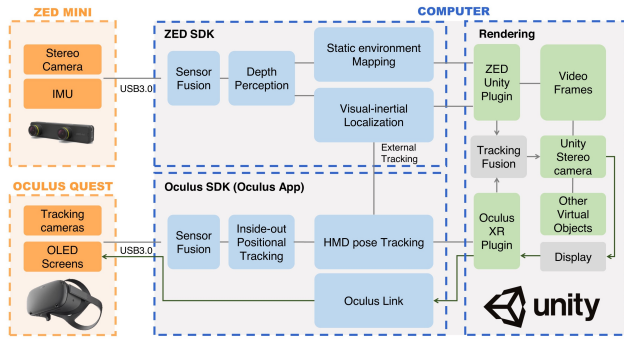 ZED MINI
COMPUTER
Stereo
Camera
IMU
USB3.0
ZED SDK
Sensor
Fusion
Depth
Perception
Static environment
Mapping
Visual-inertial
Localization
External
Tracking
Rendering
ZED
Unity
Plugin
Video
Frames
Tracking
Fusion
Unity
Stereo
camera
OCULUS QUEST
Tracking
cameras
OLED
Screens
USB3.0
Oculus SDK (Oculus App)
Sensor
Fusion
Inside-out
Positional
Tracking
HMD pose Tracking
Oculus Link
Oculus
XR
Plugin
Other
Virtual
Objects
Display
unity